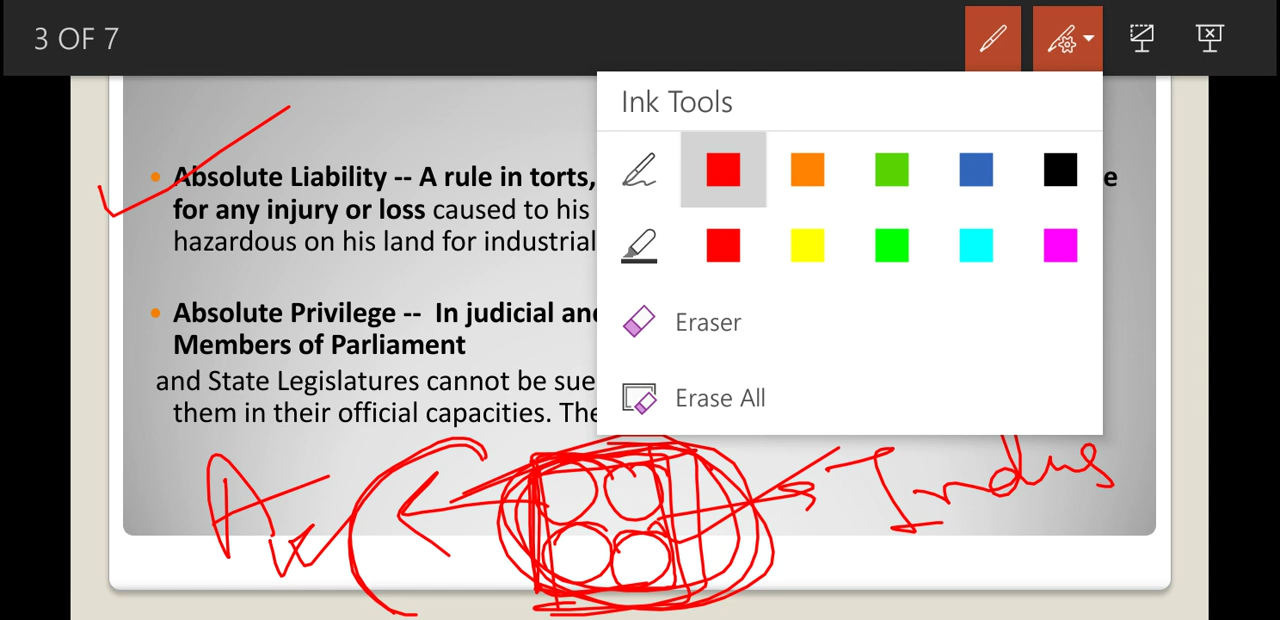 3 OF 7
Ink Tools
Absolute Liability -- A rule in torts, e
for any injury or loss caused to his
hazardous on his land for industrial
Eraser
Absolute Privilege -- In judicial and
Members of Parliament
and State Legislatures cannot be sue
Erase All
them in their official capacities. The
Indus